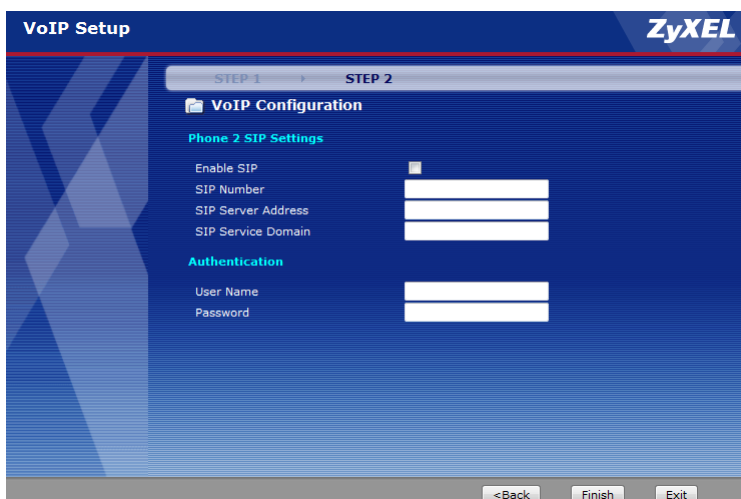 VoIP Setup
ZyXEL
STEP 1
STEP 2
VoIP Configuration
Phone 2 SIP Settings
Enable SIP
SIP Number
SIP Server Address
SIP Service Domain
Authentication
User Name
Password
<Back
Finish
Exit